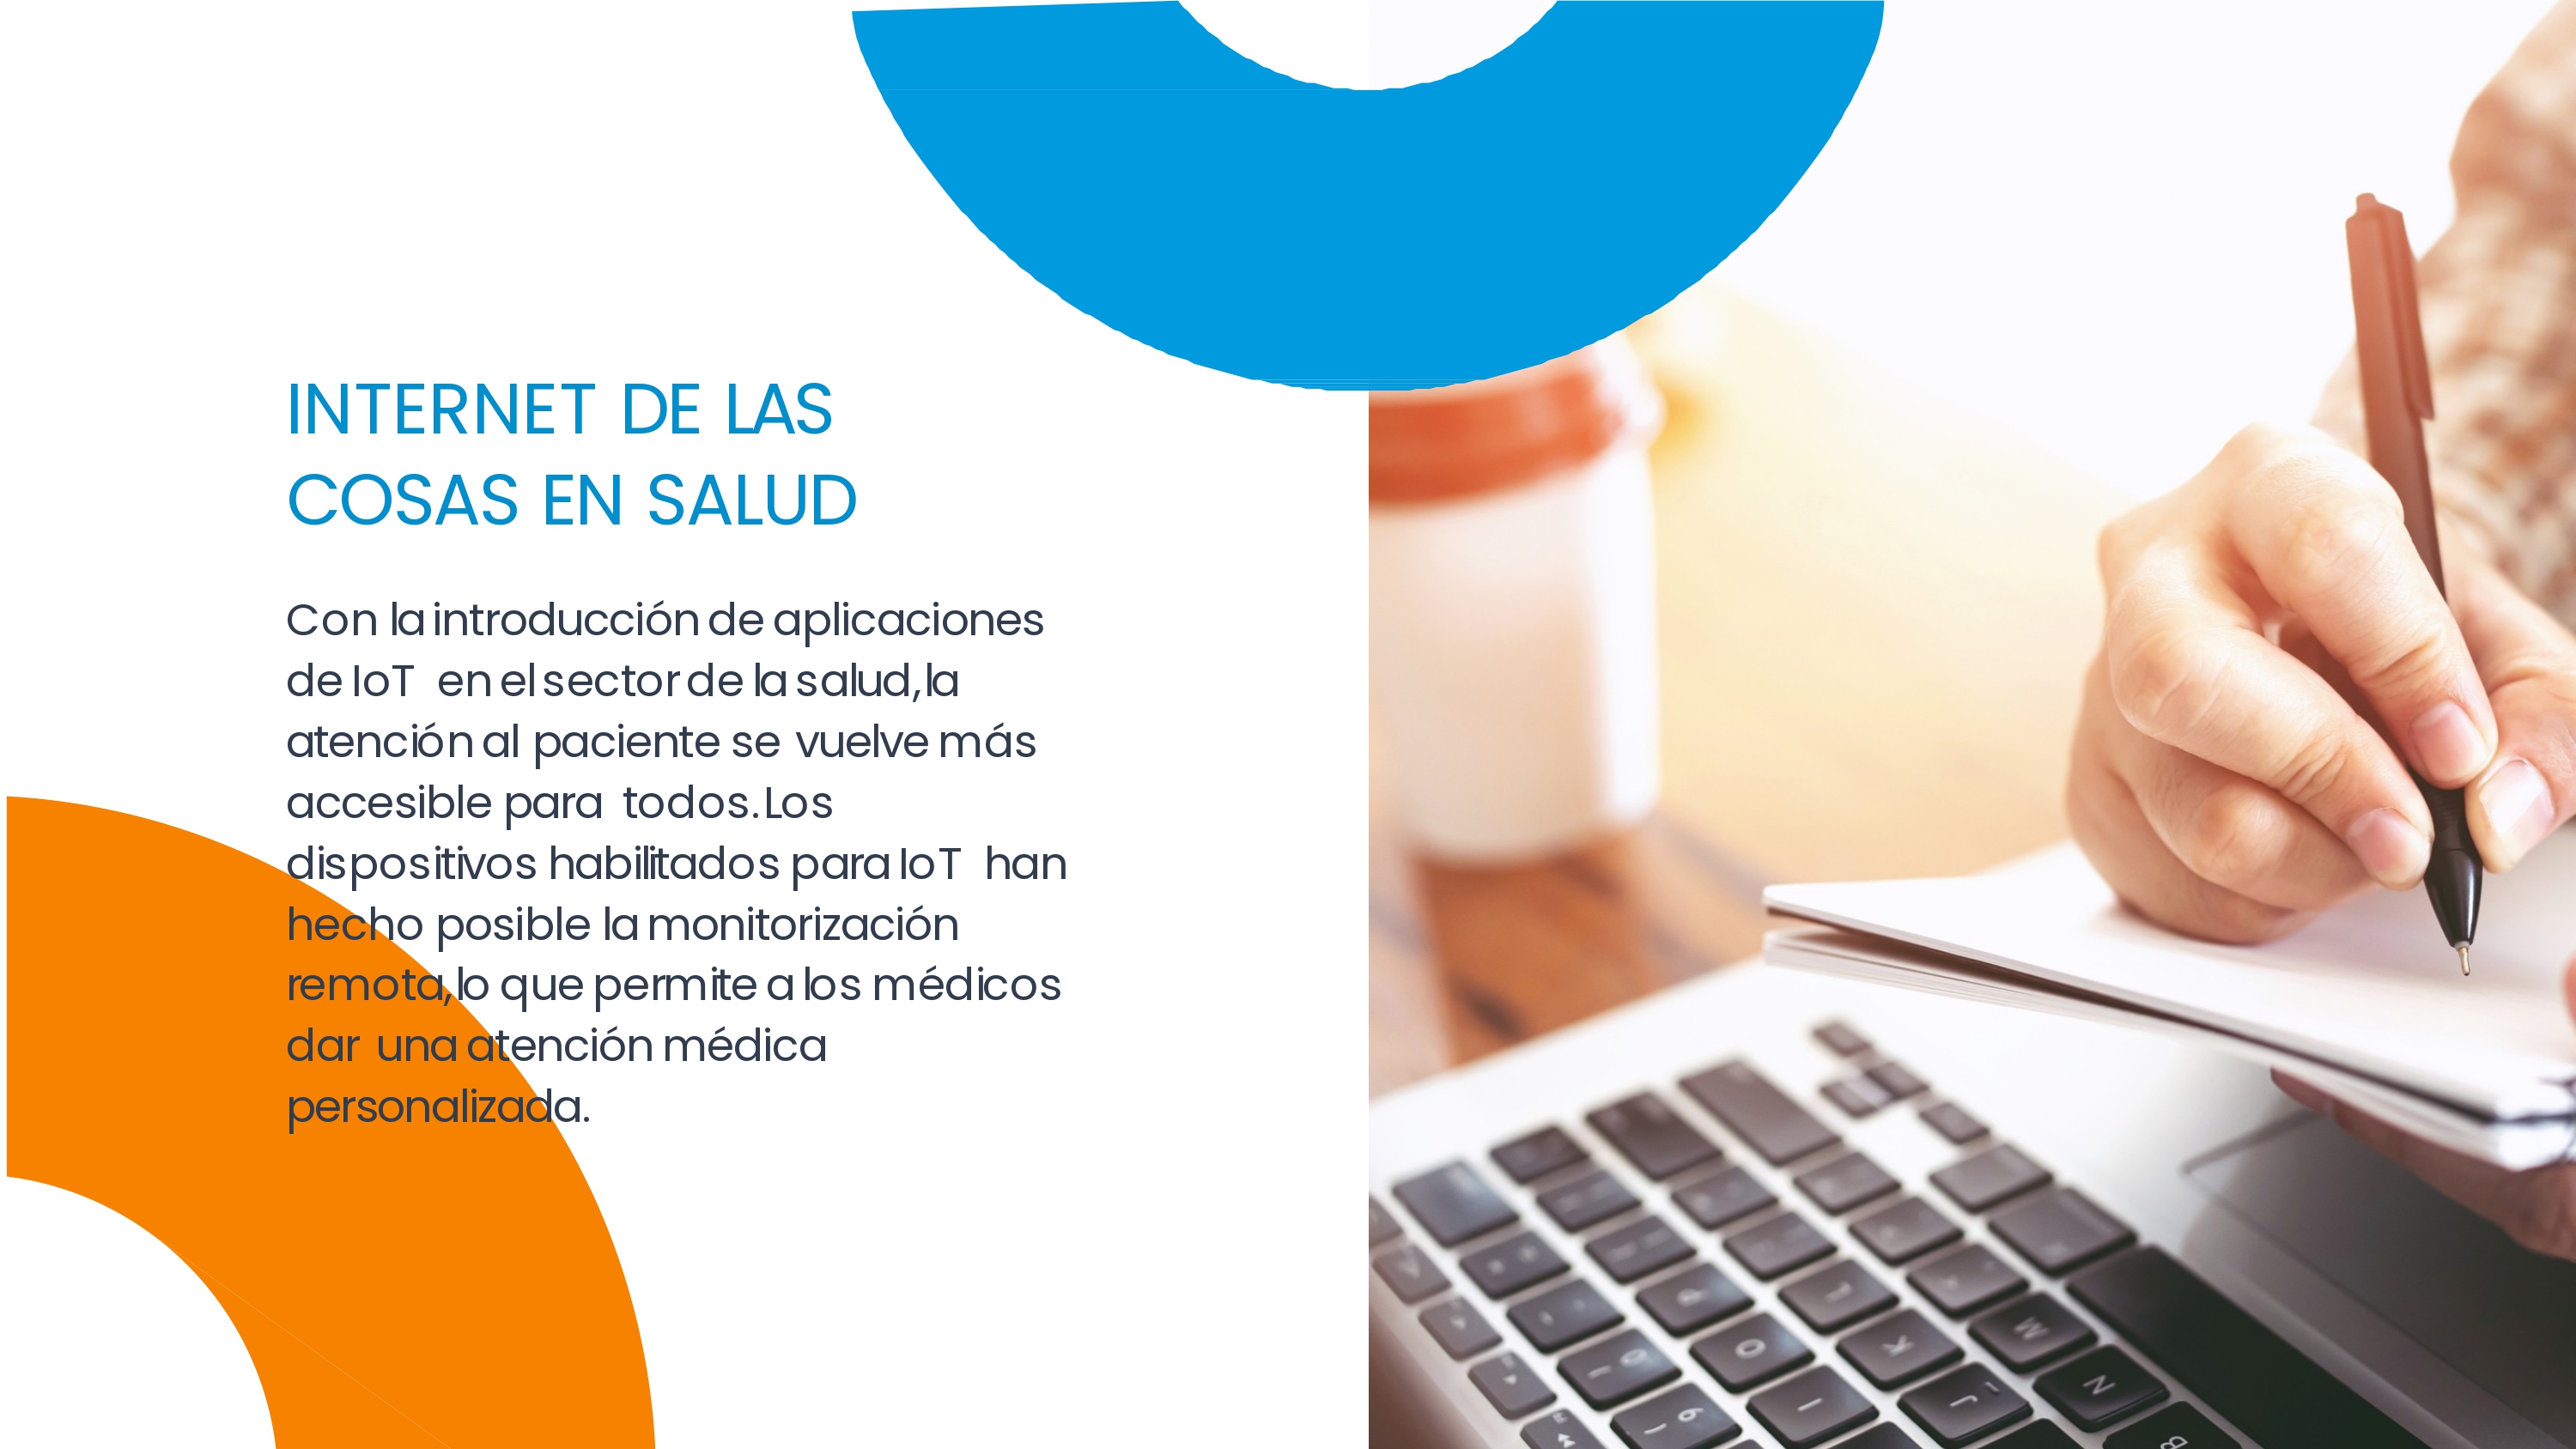 INTERNET DE LAS
COSAS EN SALUD
Con la introducción de aplicaciones
de IoT en el sector de la salud, la
atención al paciente se vuelve más
accesible para todos. Los
dispositivos habilitados para IoT han
hecho posible la monitorización
remota, lo que permite a los médicos
dar una atención médica
personalizada.